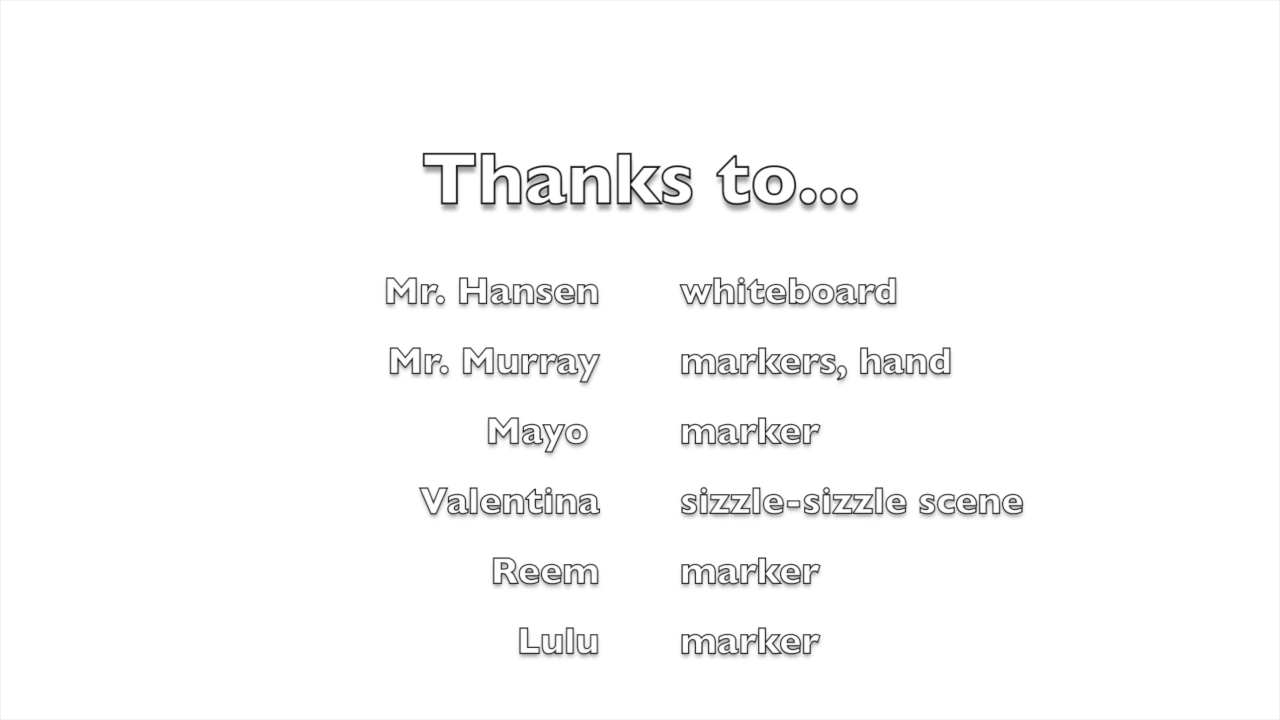 Thanks to...
Mr. Hansen whiteboard
Mr. Murray markers, hand
Mayo marker
Valentina sizzle-sizzle scene
Reem marker
Lulu marker